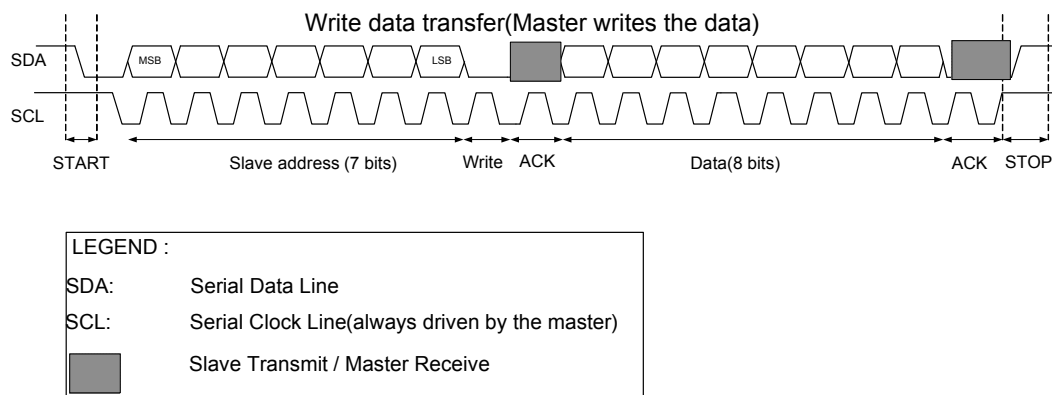 Write data transfer(Master writes the data)
SDA MSB LSB
SCL
START Slave address (7 bits) Write ACK Data(8 bits) ACK STOP
LEGEND :
SDA: Serial Data Line
SCL: Serial Clock Line(always driven by the master)
Slave Transmit / Master Receive